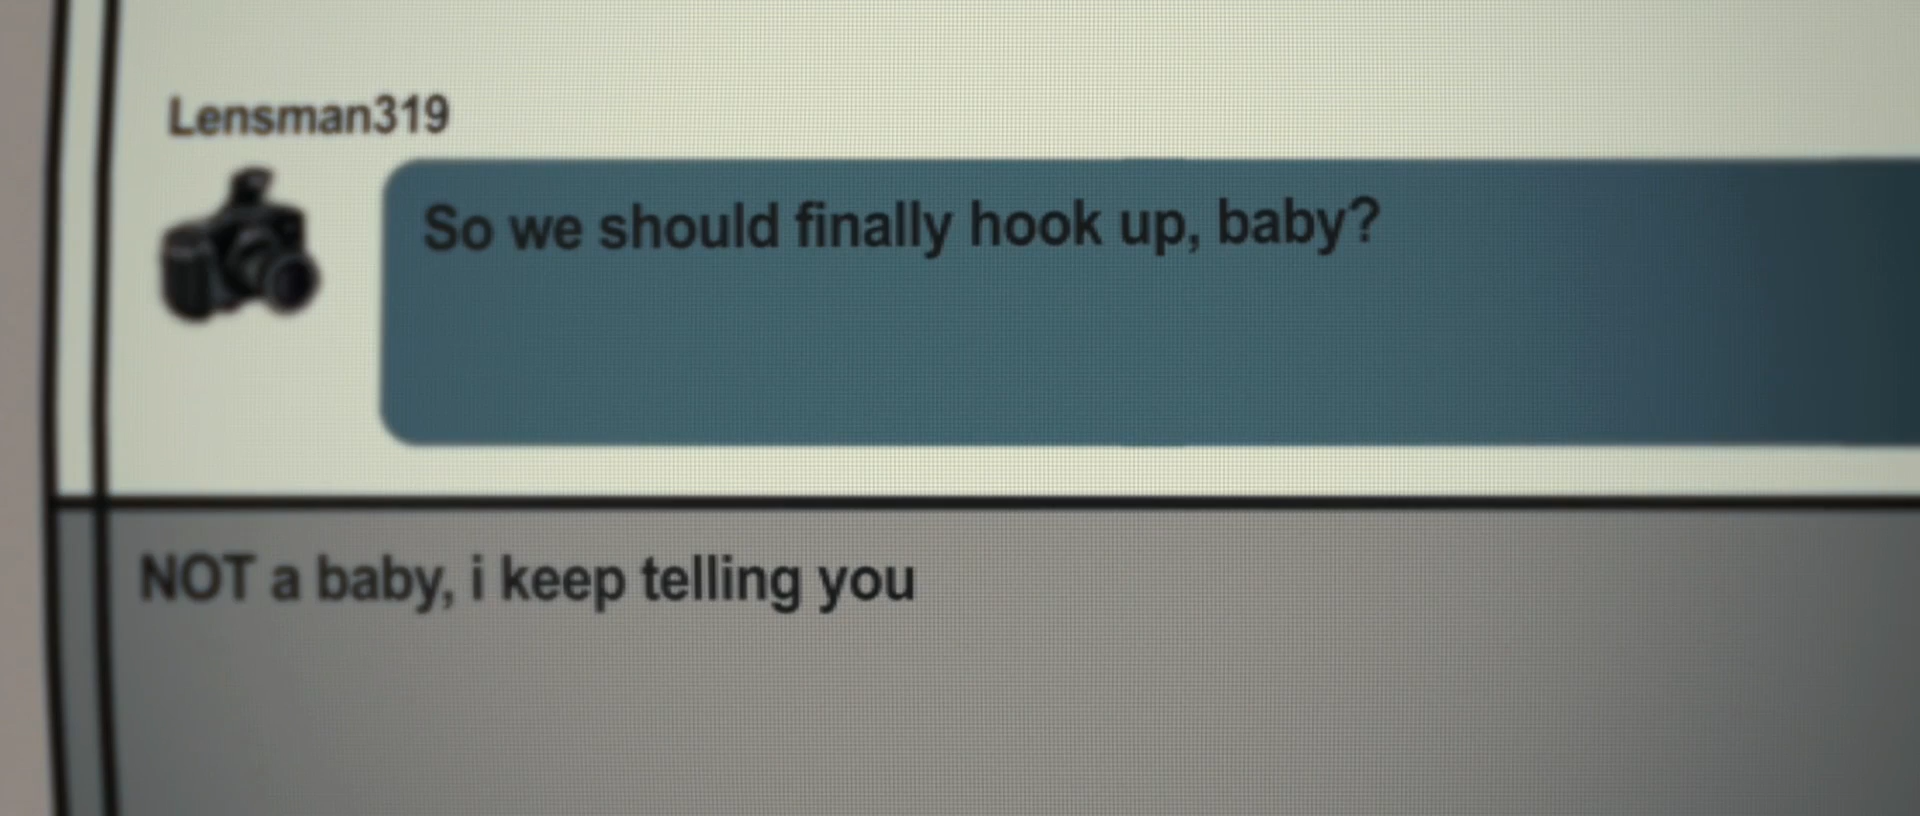 Lensman319
So we should finally hook up, baby?
NOT a baby, i keep telling you